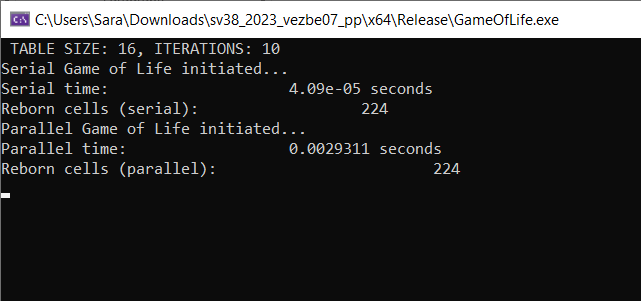 C:\Users\Sara\Downloads\sv38_2023_vezbe07_pp\x64\Release\GameOfLife.exe
TABLE SIZE: 16, ITERATIONS: 10
Serial Game of Life initiated...
Serial time: 4.09e-05 seconds
Reborn cells (serial): 224
Parallel Game of Life initiated...
Parallel time: 0.0029311 seconds
Reborn cells (parallel): 224